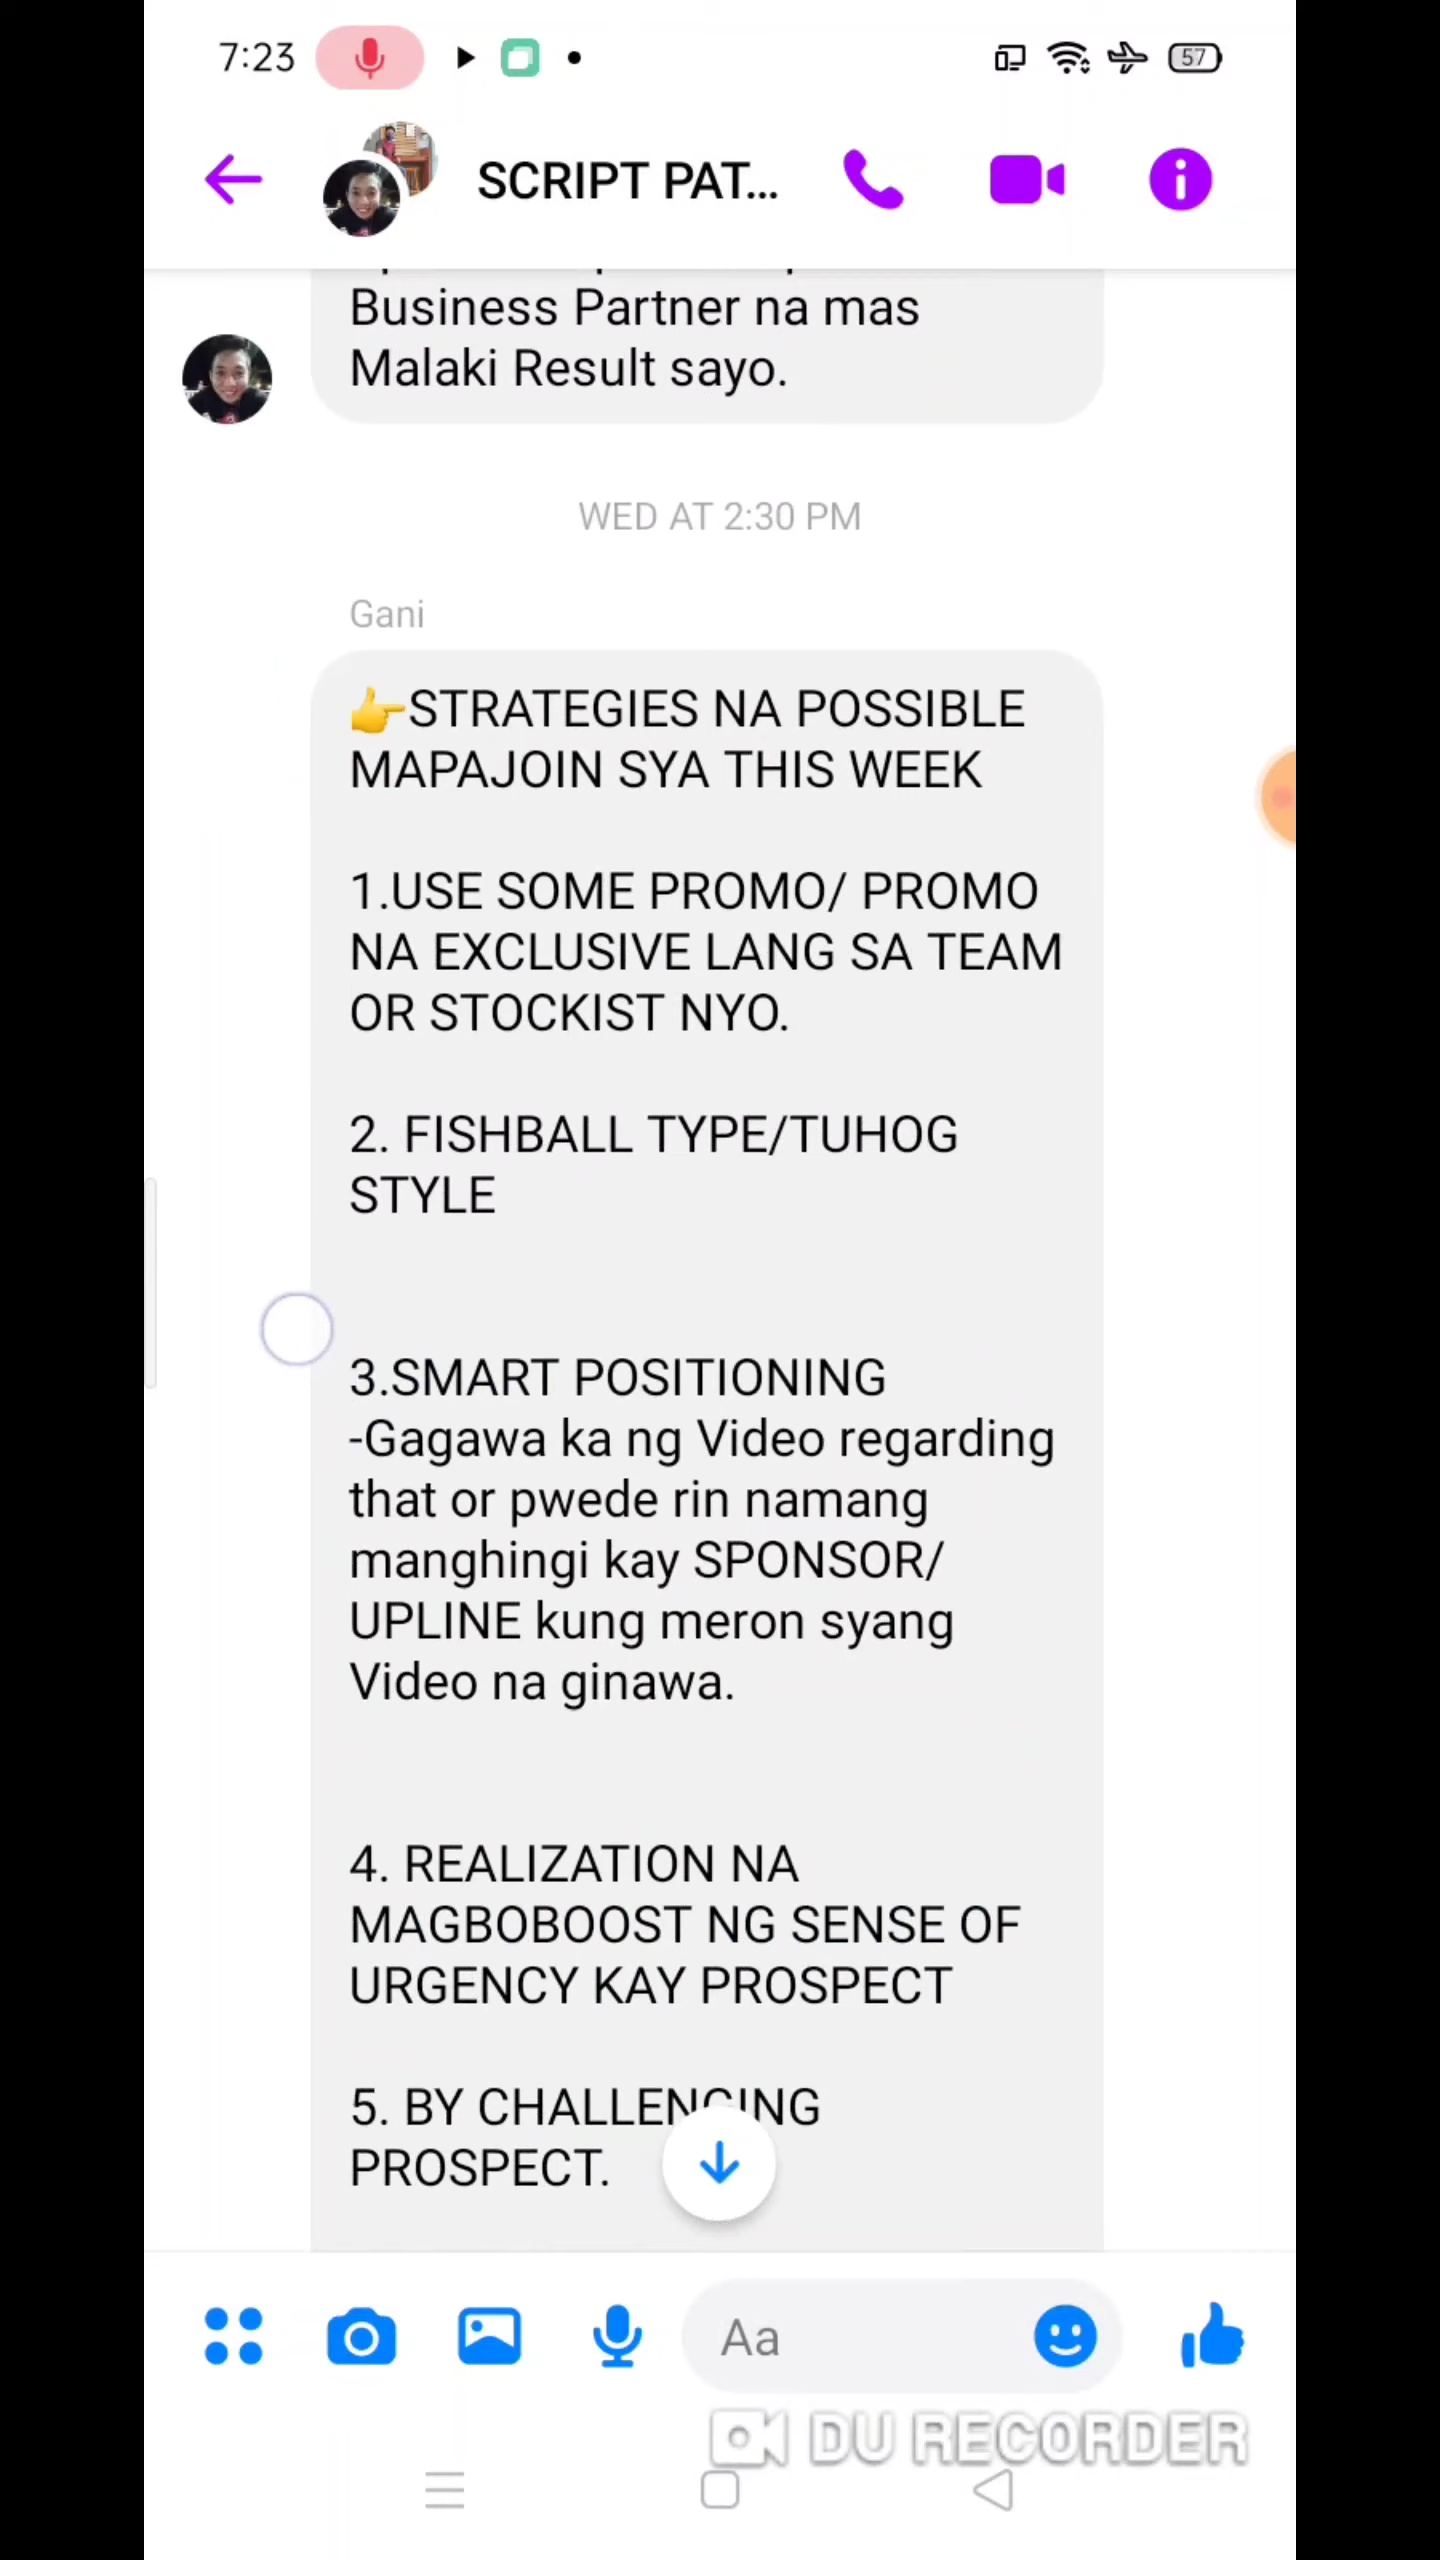 7:23
57
SCRIPT PAT...
Business Partner na mas
Malaki Result sayo.
WED AT 2:30 PM
Gani
👉STRATEGIES NA POSSIBLE
MAPAJOIN SYA THIS WEEK
1.USE SOME PROMO/ PROMO
NA EXCLUSIVE LANG SA TEAM
OR STOCKIST NYO.
2. FISHBALL TYPE/TUHOG
STYLE
3.SMART POSITIONING
-Gagawa ka ng Video regarding
that or pwede rin namang
manghingi kay SPONSOR/
UPLINE kung meron syang
Video na ginawa.
4. REALIZATION NA
MAGBOBOOST NG SENSE OF
URGENCY KAY PROSPECT
5. BY CHALLENGING
PROSPECT.
Aa
DU RECORDER